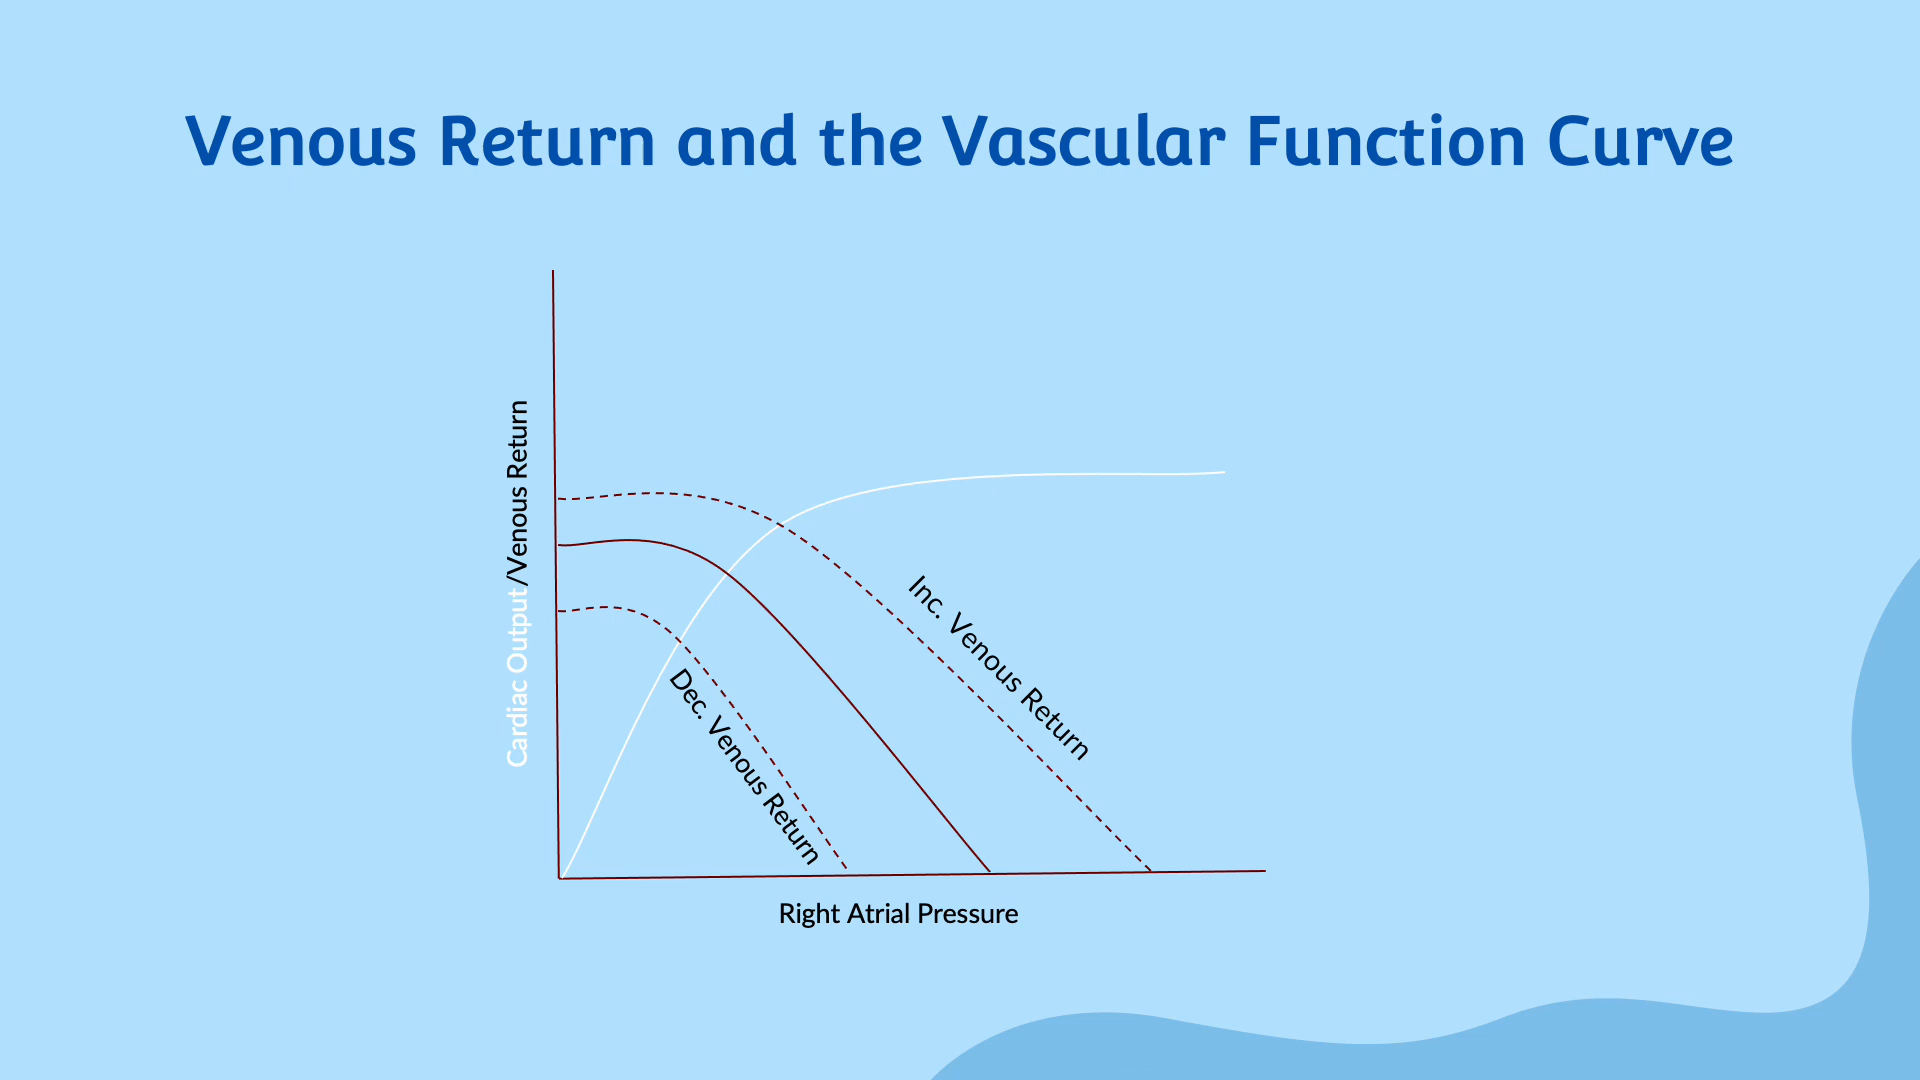 Venous Return and the Vascular Function Curve
Cardiac Output/Venous Return
Inc. Venous Return
Dec. Venous Return
Right Atrial Pressure